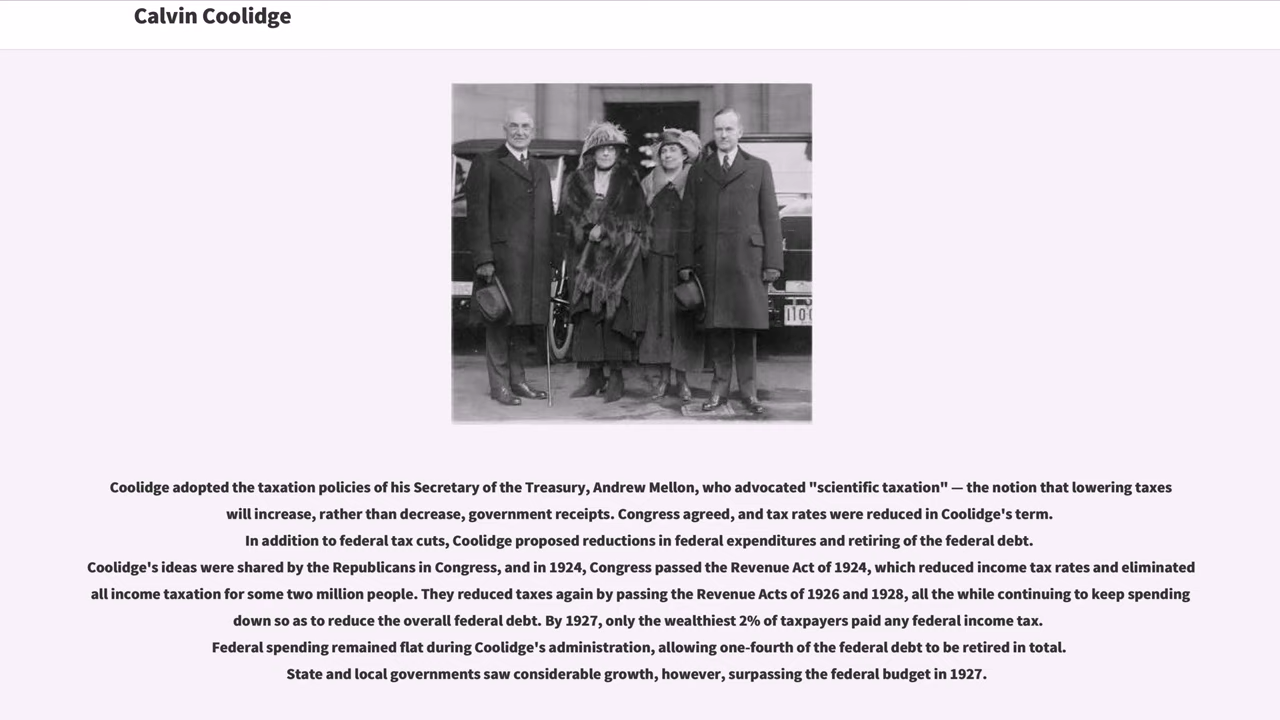 Calvin Coolidge
Coolidge adopted the taxation policies of his Secretary of the Treasury, Andrew Mellon, who advocated "scientific taxation" — the notion that lowering taxes
will increase, rather than decrease, government receipts. Congress agreed, and tax rates were reduced in Coolidge's term.
In addition to federal tax cuts, Coolidge proposed reductions in federal expenditures and retiring of the federal debt.
Coolidge's ideas were shared by the Republicans in Congress, and in 1924, Congress passed the Revenue Act of 1924, which reduced income tax rates and eliminated
all income taxation for some two million people. They reduced taxes again by passing the Revenue Acts of 1926 and 1928, all the while continuing to keep spending
down so as to reduce the overall federal debt. By 1927, only the wealthiest 2% of taxpayers paid any federal income tax.
Federal spending remained flat during Coolidge's administration, allowing one-fourth of the federal debt to be retired in total.
State and local governments saw considerable growth, however, surpassing the federal budget in 1927.